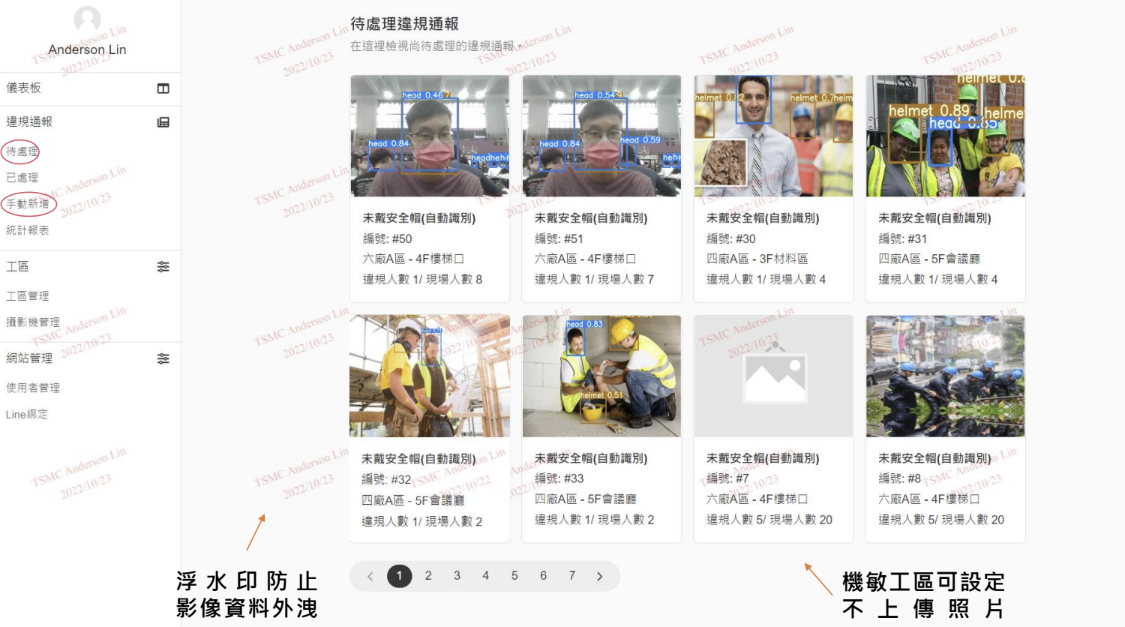 Anderson Lin
儀表板
違規通報
待處理
已處理
手動新增
統計報表
工區
工區管理
攝影機管理
網站管理
使用者管理
Line綁定
待處理違規通報
在這裡檢視尚待處理的違規通報。
head 0.46
head 0.84
head 0.54
head 0.84
head 0.59
helmet 0.7
helmet 0.89
head 0.85
未戴安全帽(自動識別)
編號: #50
六廠A區 - 4F樓梯口
違規人數 1/ 現場人數 8
未戴安全帽(自動識別)
編號: #51
六廠A區 - 4F樓梯口
違規人數 1/ 現場人數 7
未戴安全帽(自動識別)
編號: #30
四廠A區 - 3F材料區
違規人數 1/ 現場人數 4
未戴安全帽(自動識別)
編號: #31
四廠A區 - 5F會議廳
違規人數 1/ 現場人數 4
head 0.83
helmet 0.51
未戴安全帽(自動識別)
編號: #32
四廠A區 - 5F會議廳
違規人數 1/ 現場人數 2
未戴安全帽(自動識別)
編號: #33
四廠A區 - 5F會議廳
違規人數 1/ 現場人數 2
未戴安全帽(自動識別)
編號: #7
六廠A區 - 4F樓梯口
違規人數 5/ 現場人數 20
未戴安全帽(自動識別)
編號: #8
六廠A區 - 4F樓梯口
違規人數 5/ 現場人數 20
1 2 3 4 5 6 7
浮水印防止
影像資料外洩
機敏工區可設定
不上傳照片
TSMC Anderson Lin
2022/10/23